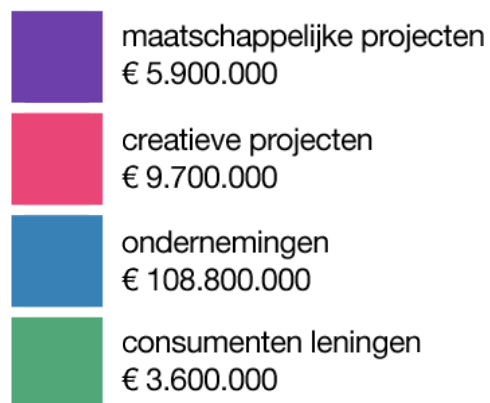 maatschappelijke projecten
€ 5.900.000
creatieve projecten
€ 9.700.000
ondernemingen
€ 108.800.000
consumenten leningen
€ 3.600.000